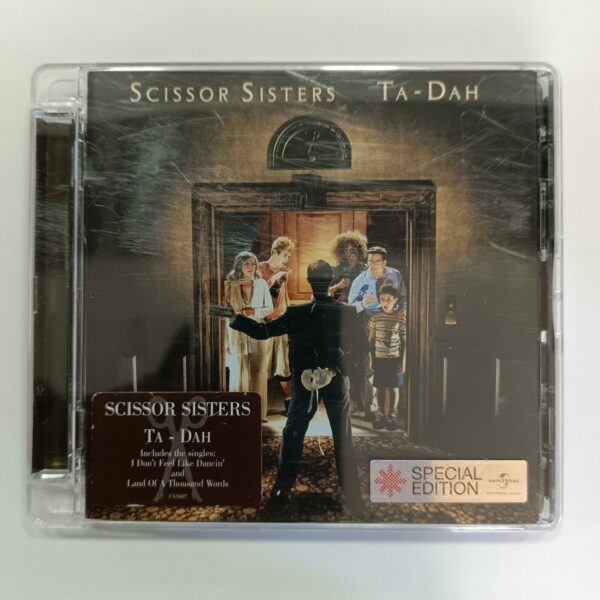 SCISSOR SISTERS TA-DAH
SCISSOR SISTERS
TA - DAH
Includes the singles:
I Don't Feel Like Dancin'
and
Land Of A Thousand Words
SPECIAL
EDITION
UNIVERSAL